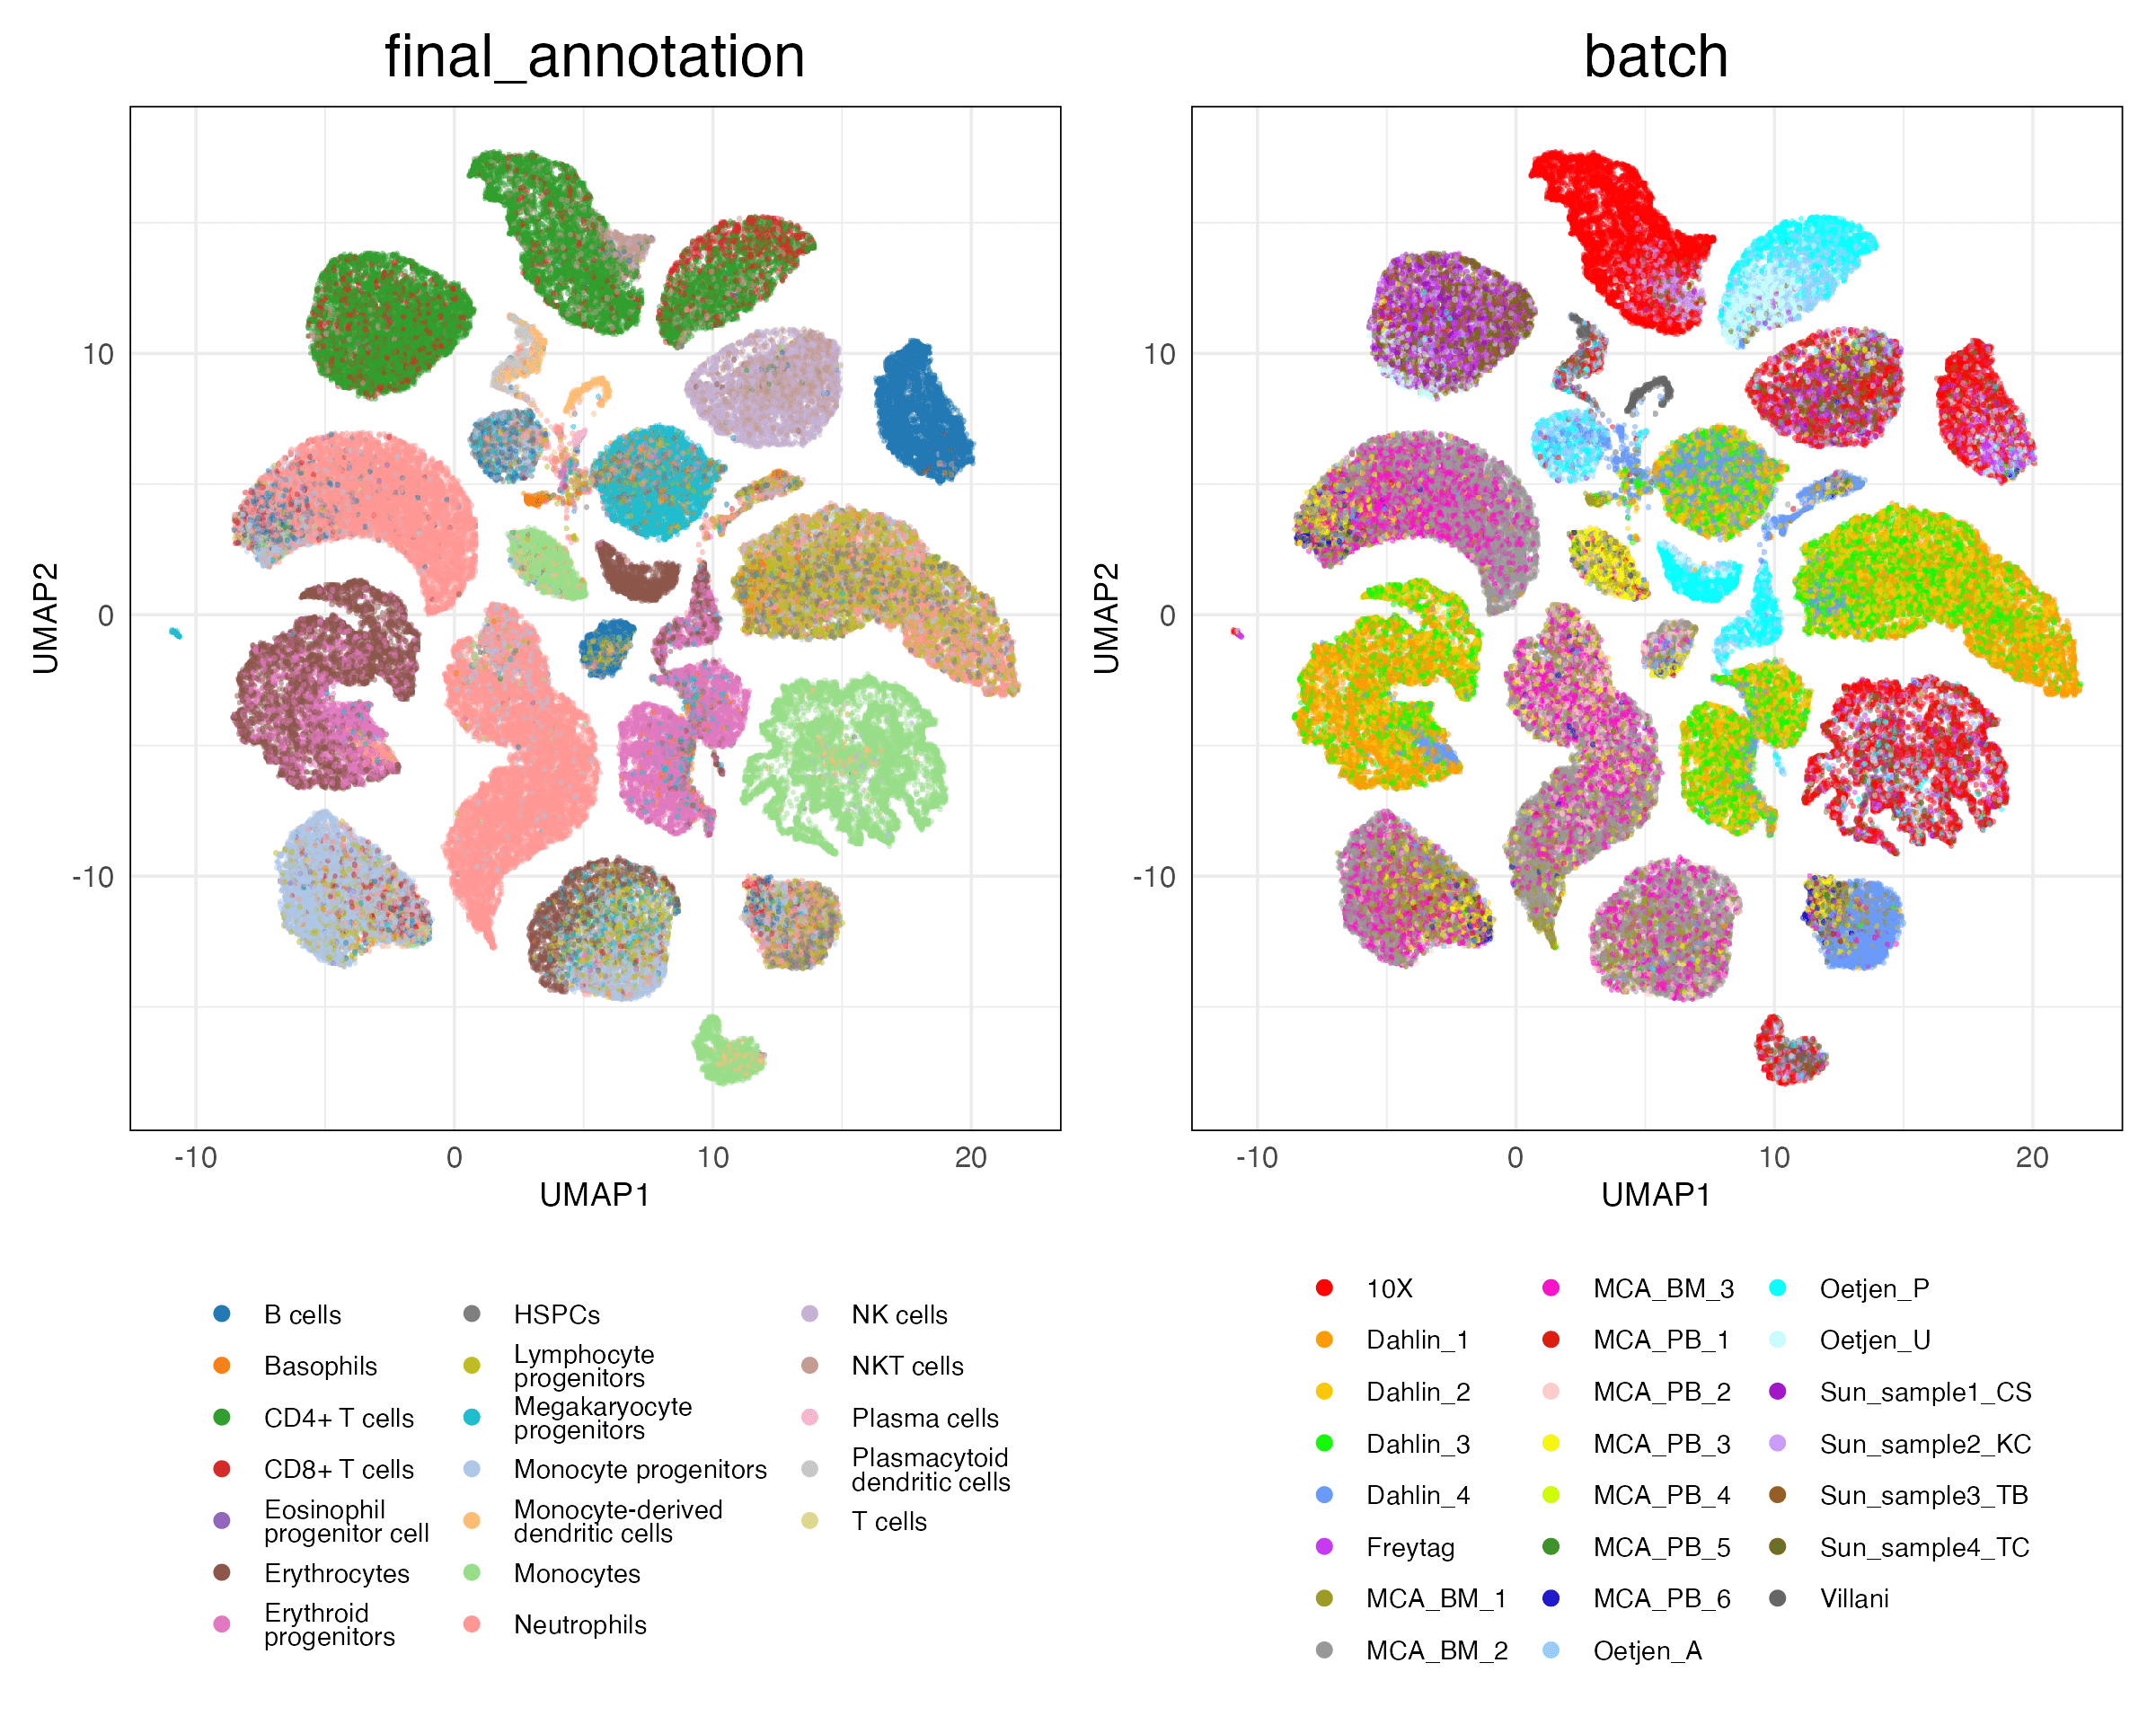 final_annotation
batch
UMAP2
10
0
-10
-10
0
10
20
UMAP1
UMAP2
10
0
-10
-10
0
10
20
UMAP1
B cells
Basophils
CD4+ T cells
CD8+ T cells
Eosinophil
progenitor cell
Erythrocytes
Erythroid
progenitors
HSPCs
Lymphocyte
progenitors
Megakaryocyte
progenitors
Monocyte progenitors
Monocyte-derived
dendritic cells
Monocytes
Neutrophils
NK cells
NKT cells
Plasma cells
Plasmacytoid
dendritic cells
T cells
10X
Dahlin_1
Dahlin_2
Dahlin_3
Dahlin_4
Freytag
MCA_BM_1
MCA_BM_2
MCA_BM_3
MCA_PB_1
MCA_PB_2
MCA_PB_3
MCA_PB_4
MCA_PB_5
MCA_PB_6
Oetjen_A
Oetjen_P
Oetjen_U
Sun_sample1_CS
Sun_sample2_KC
Sun_sample3_TB
Sun_sample4_TC
Villani